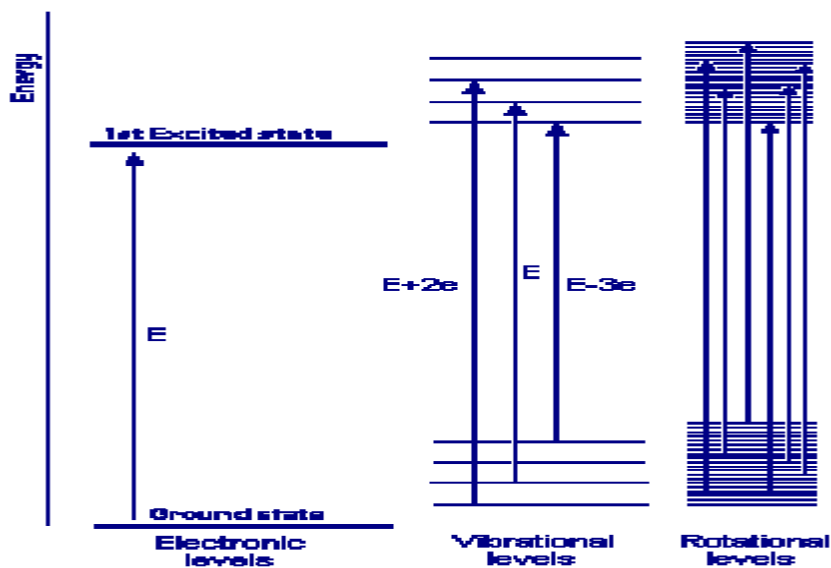 Energy
1st Excited state
E
Ground state
Electronic
levels
E+2e
E
E-3e
Vibrational
levels
Rotational
levels